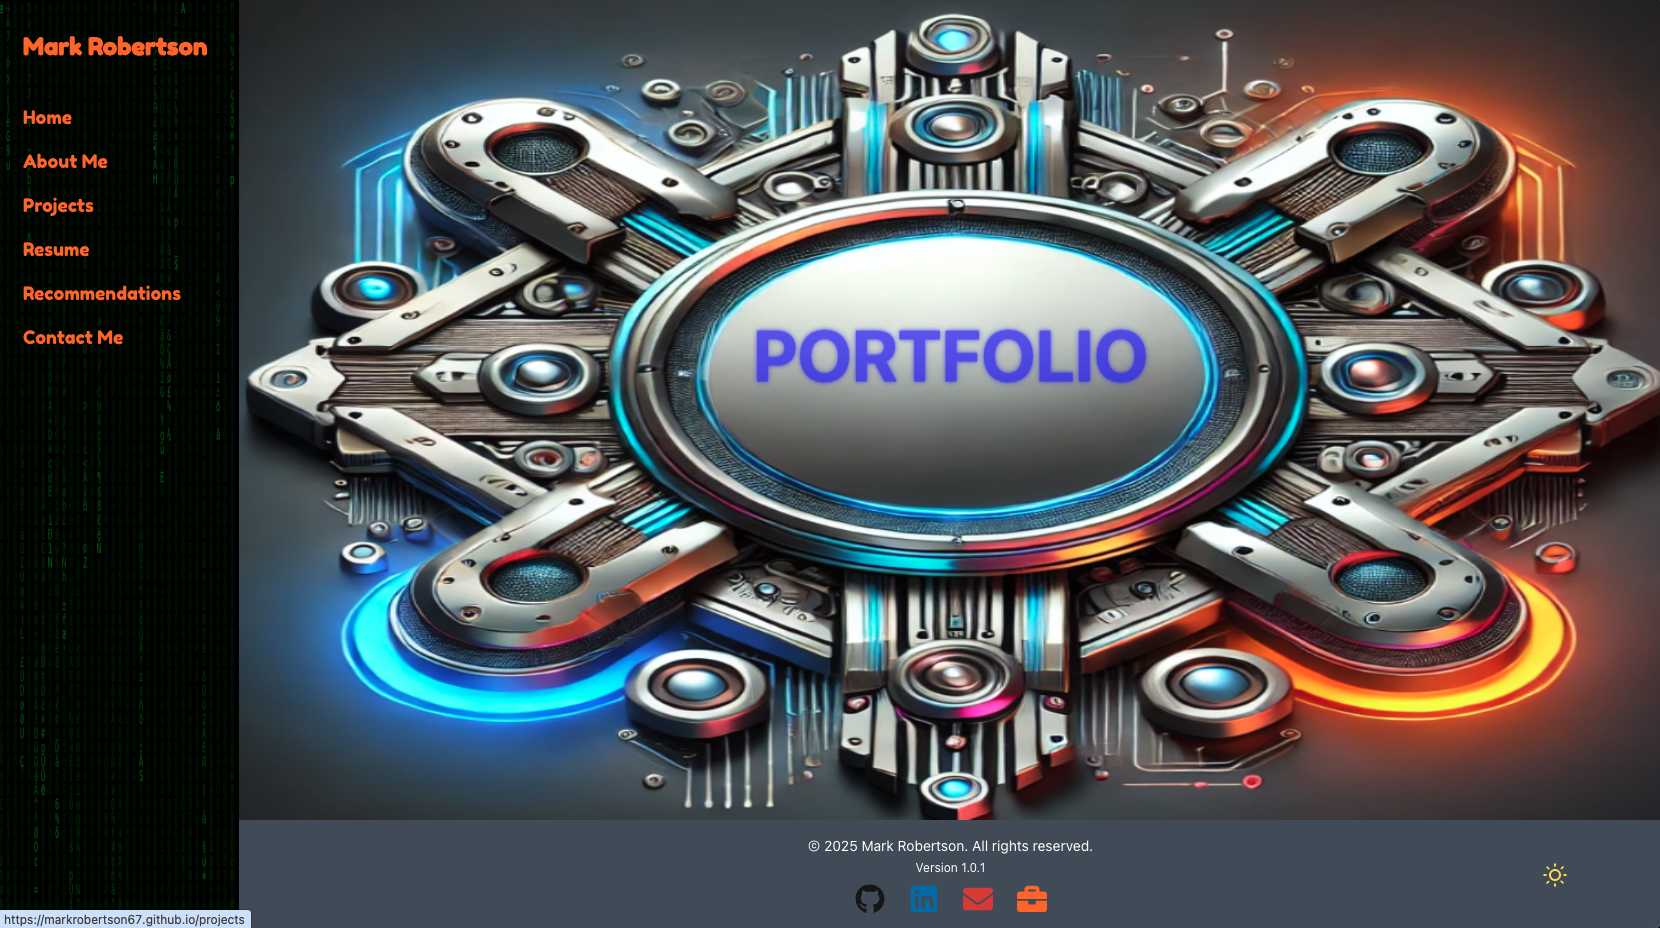 Mark Robertson
Home
About Me
Projects
Resume
Recommendations
Contact Me
PORTFOLIO
© 2025 Mark Robertson. All rights reserved.
Version 1.0.1
https://markrobertson67.github.io/projects